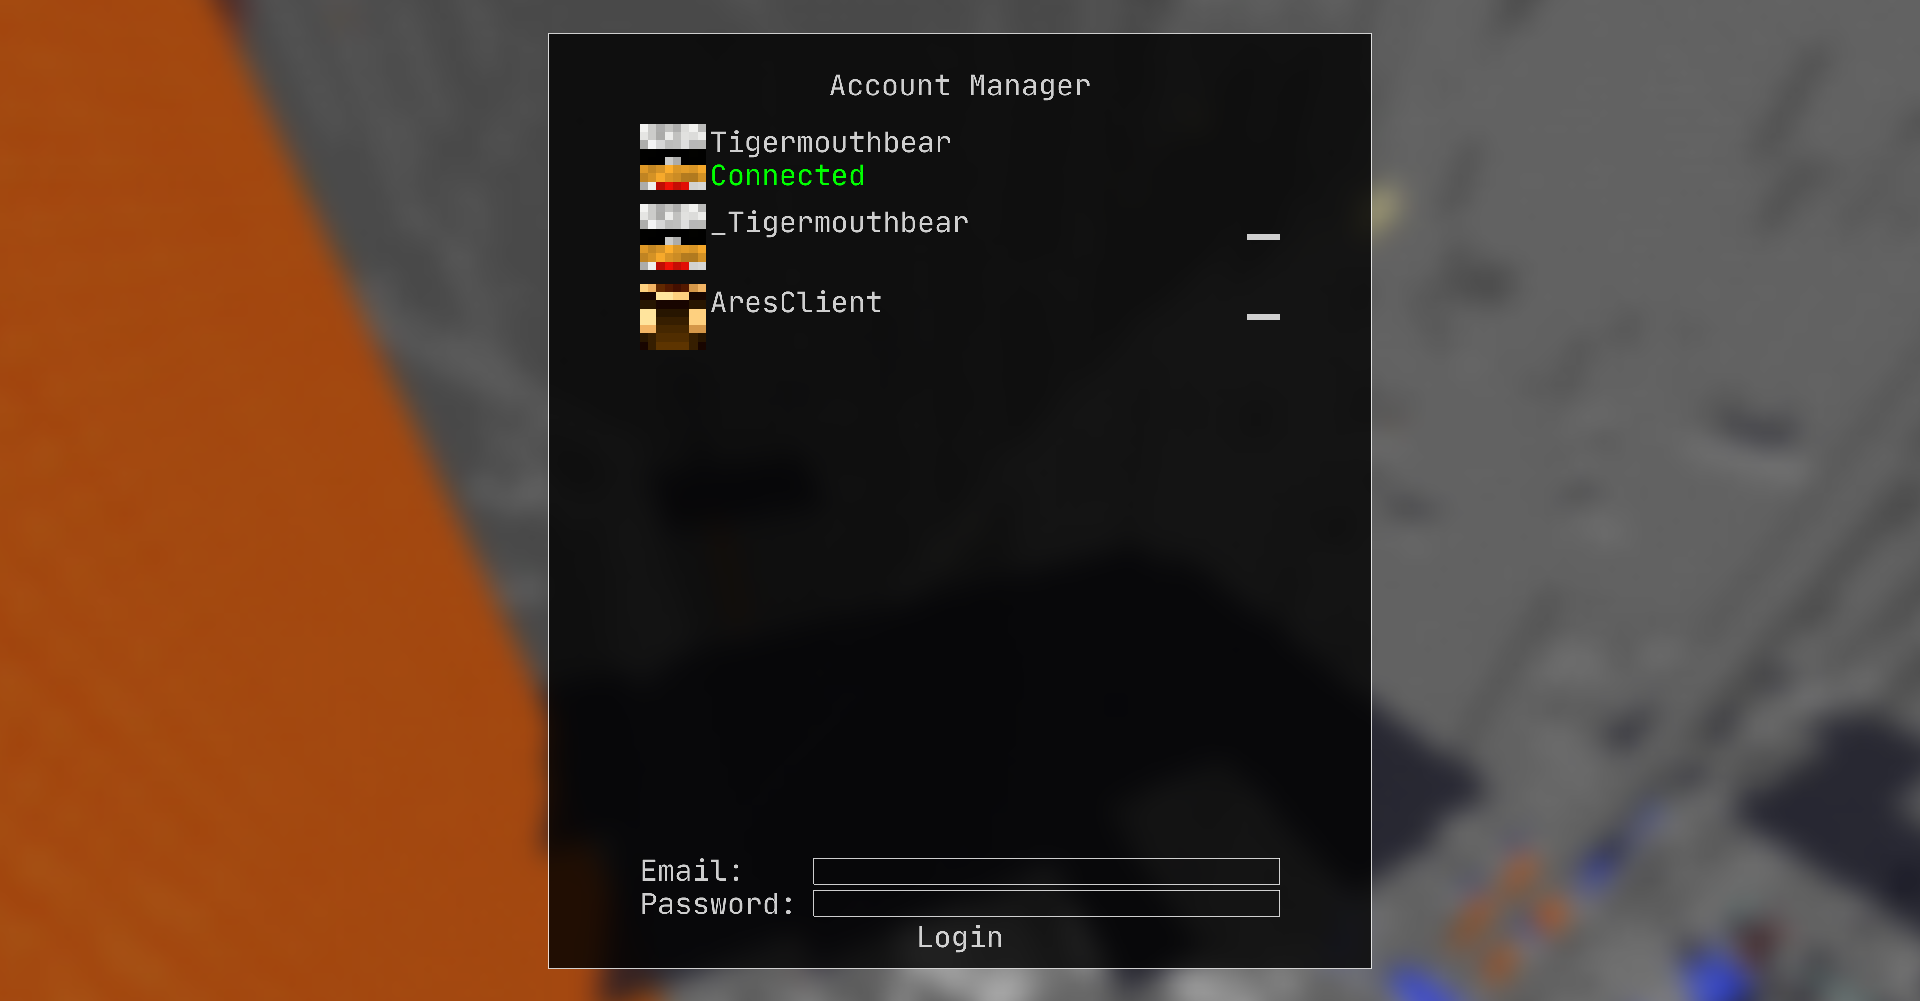 Account Manager
Tigermouthbear
Connected
_Tigermouthbear
AresClient
Email:
Password:
Login